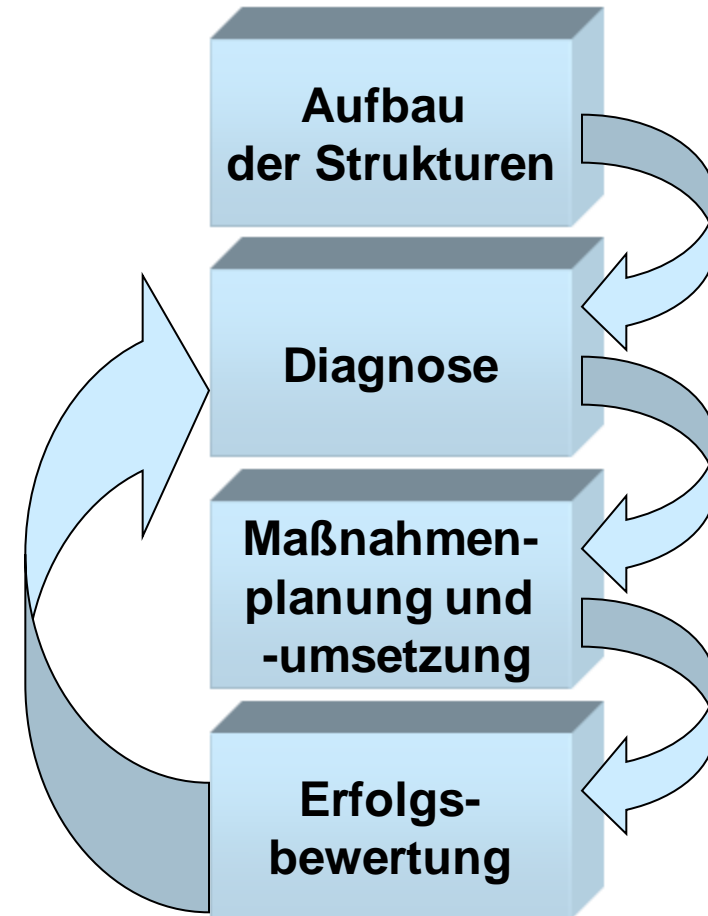 Aufbau
der Strukturen
Diagnose
Maßnahmen-
planung und
-umsetzung
Erfolgs-
bewertung